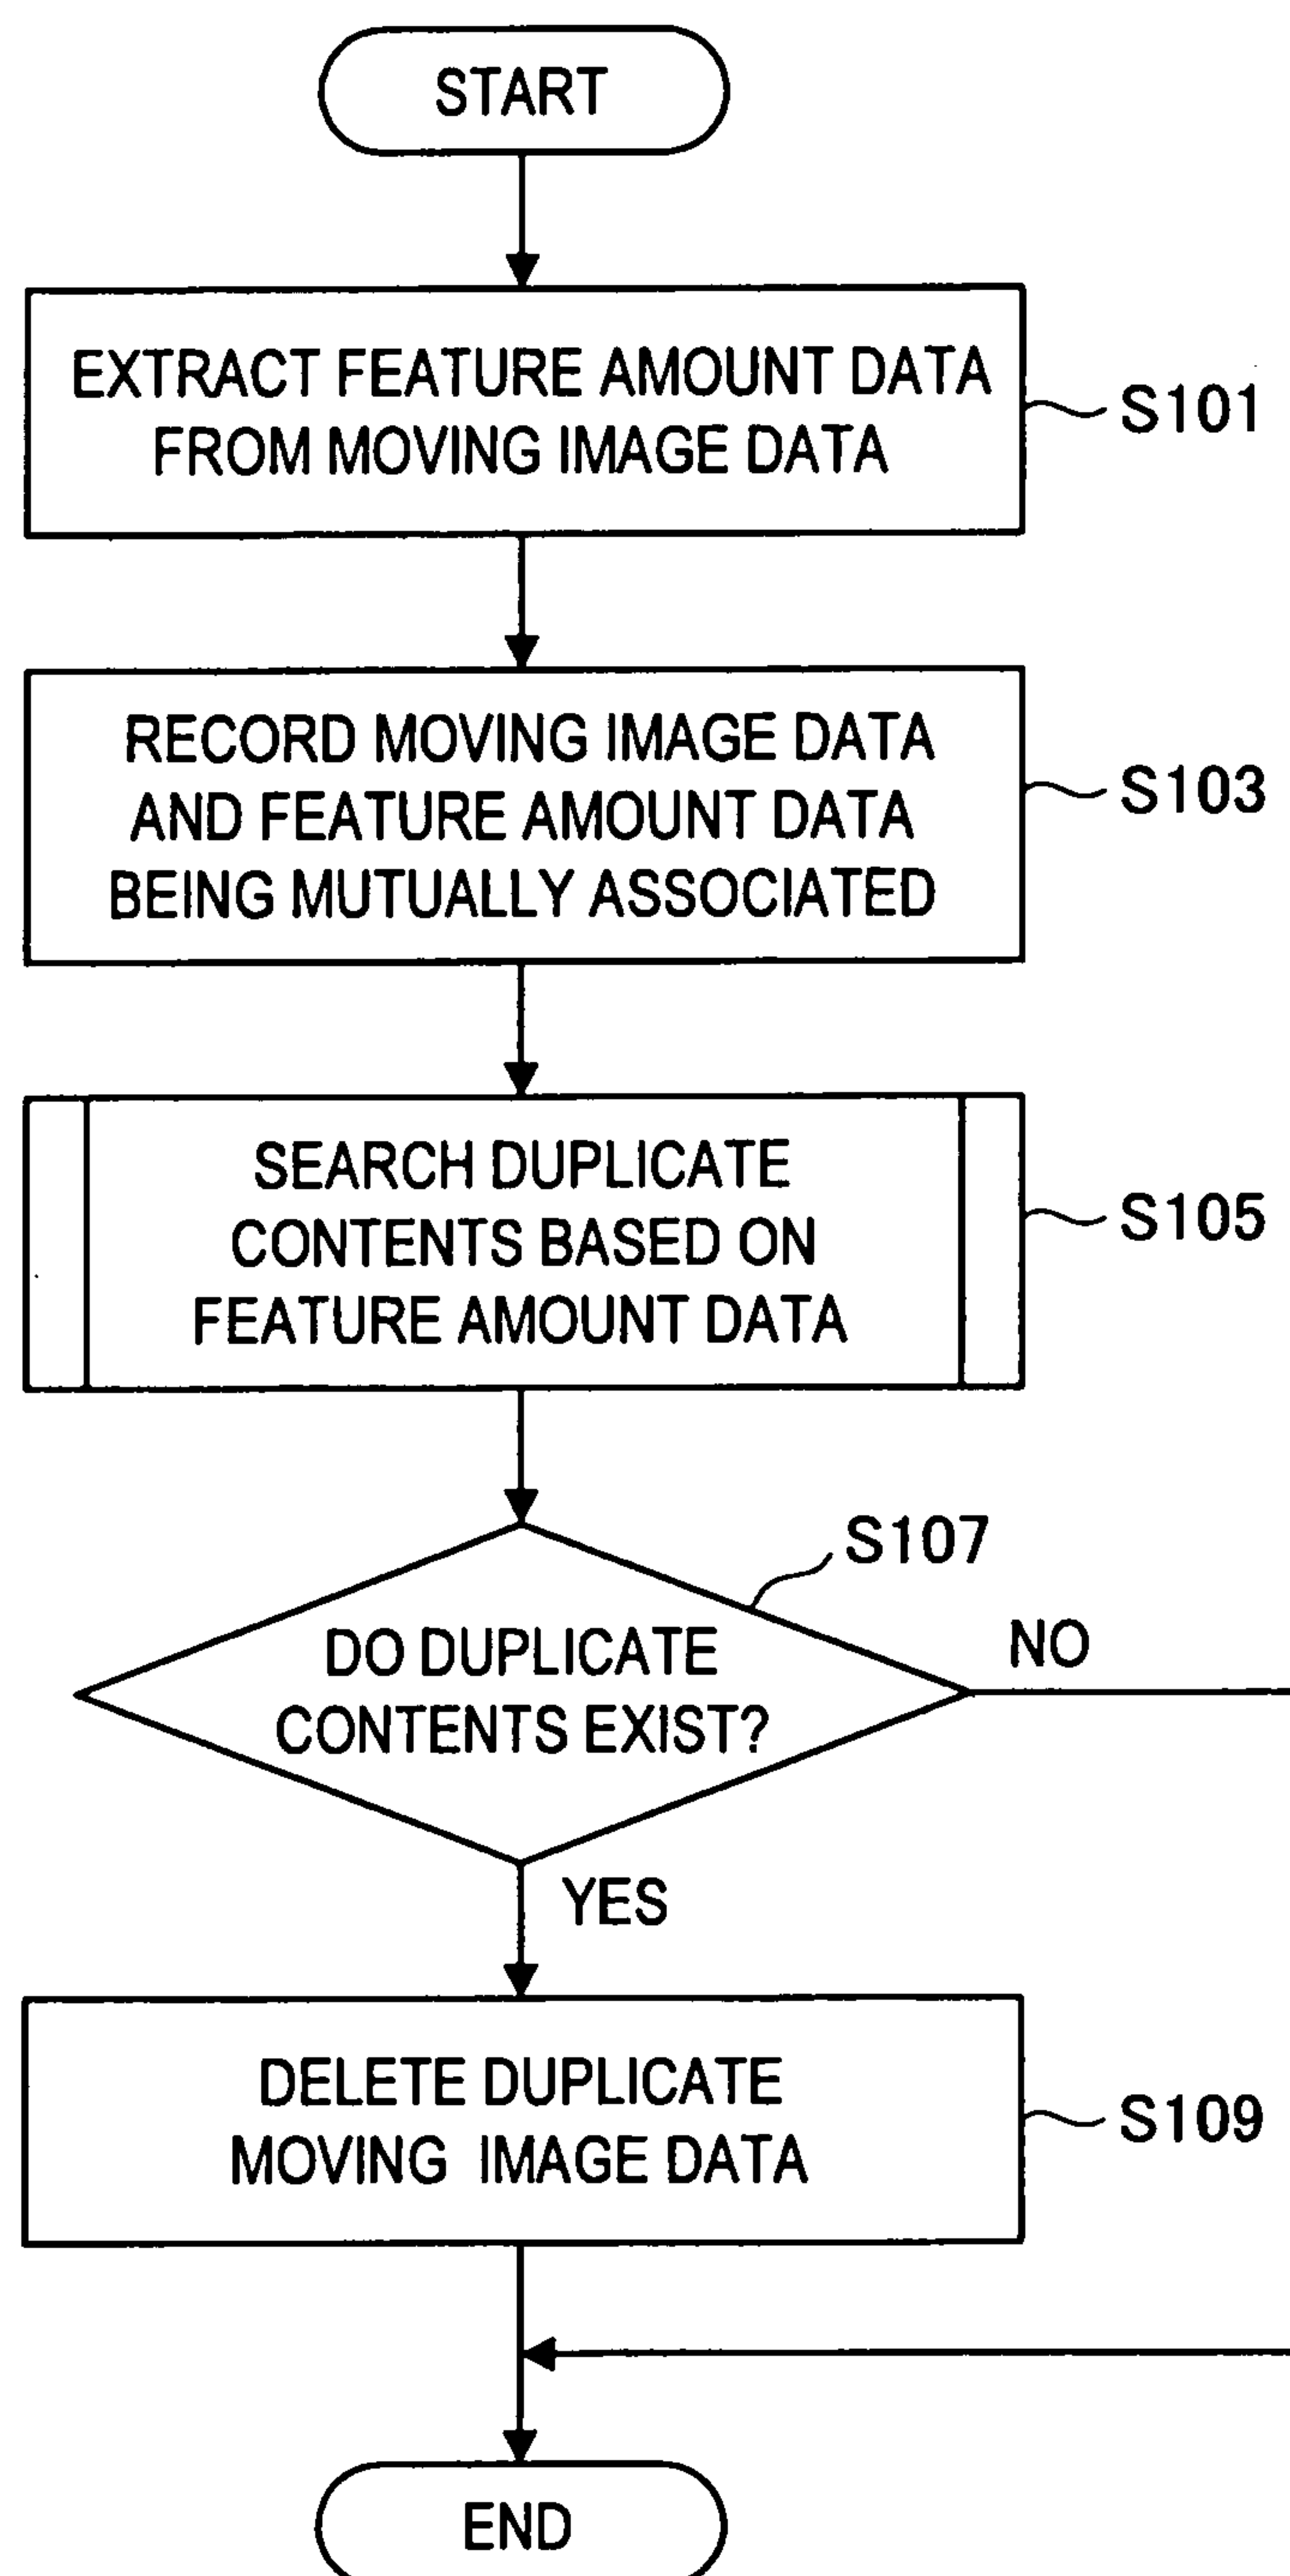 START
EXTRACT FEATURE AMOUNT DATA
FROM MOVING IMAGE DATA
S101
RECORD MOVING IMAGE DATA
AND FEATURE AMOUNT DATA
BEING MUTUALLY ASSOCIATED
S103
SEARCH DUPLICATE
CONTENTS BASED ON
FEATURE AMOUNT DATA
S105
S107
DO DUPLICATE
CONTENTS EXIST?
NO
YES
DELETE DUPLICATE
MOVING IMAGE DATA
S109
END